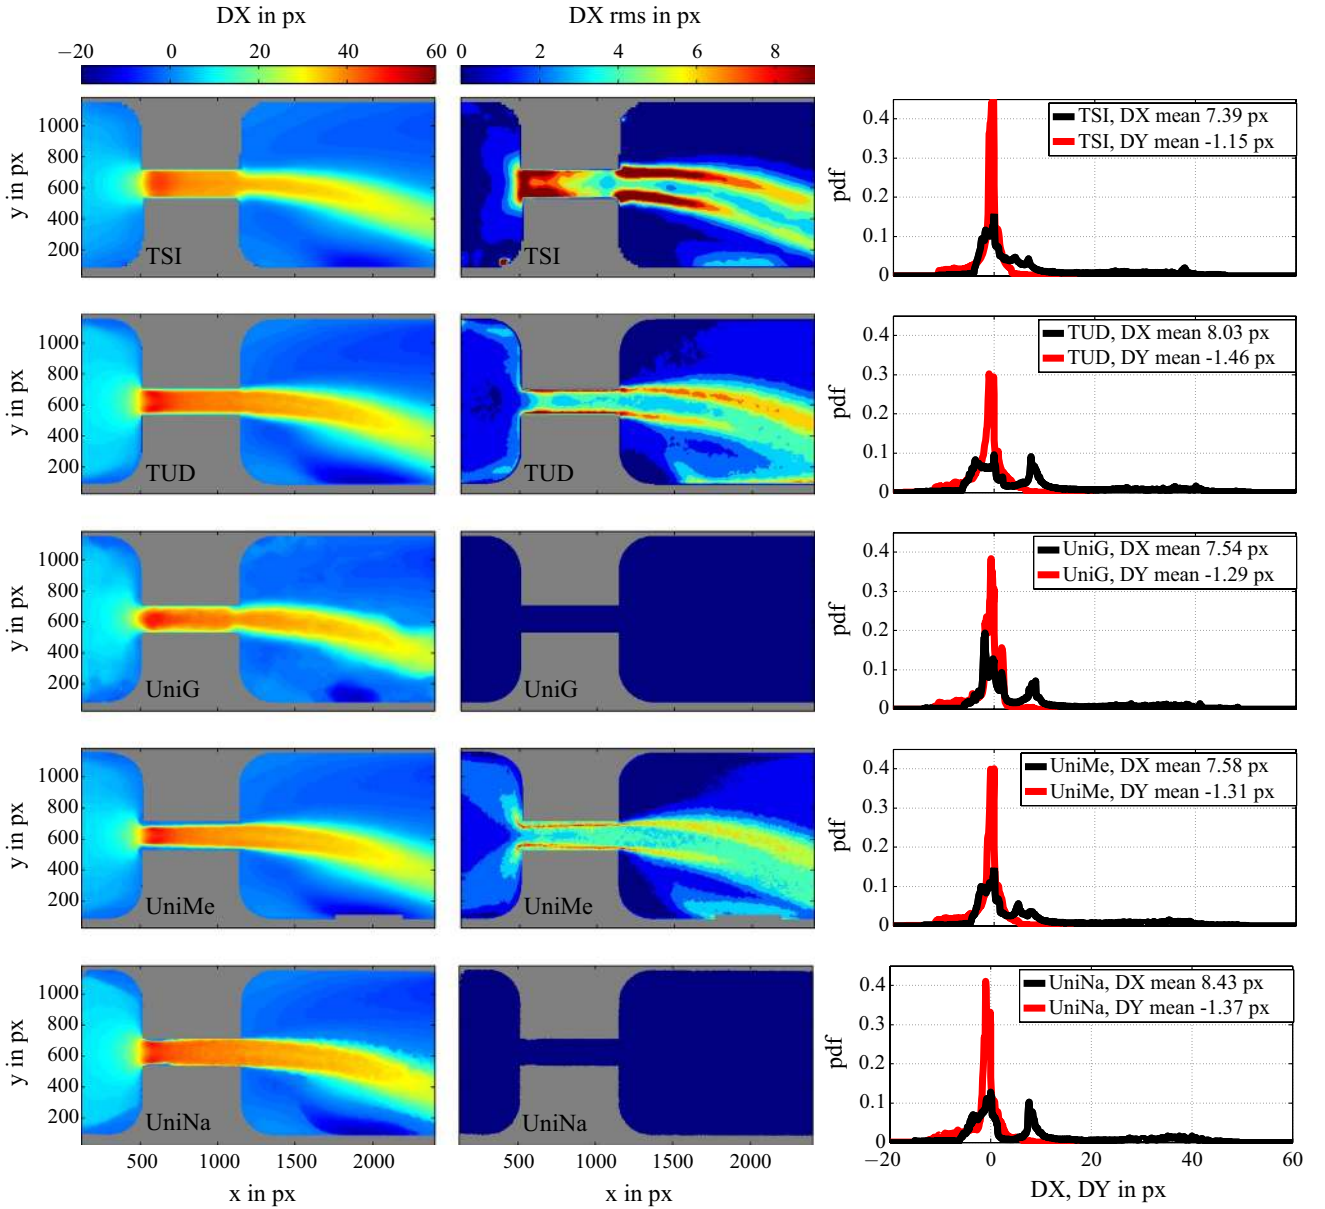 DX in px
DX rms in px
−20 0 20 40 60
0 2 4 6 8
y in px
1000
800
600
400
200
TSI
TSI
pdf
0.4
0.3
0.2
0.1
0
TSI, DX mean 7.39 px
TSI, DY mean -1.15 px
y in px
1000
800
600
400
200
TUD
TUD
pdf
0.4
0.3
0.2
0.1
0
TUD, DX mean 8.03 px
TUD, DY mean -1.46 px
y in px
1000
800
600
400
200
UniG
UniG
pdf
0.4
0.3
0.2
0.1
0
UniG, DX mean 7.54 px
UniG, DY mean -1.29 px
y in px
1000
800
600
400
200
UniMe
UniMe
pdf
0.4
0.3
0.2
0.1
0
UniMe, DX mean 7.58 px
UniMe, DY mean -1.31 px
y in px
1000
800
600
400
200
UniNa
UniNa
pdf
0.4
0.3
0.2
0.1
0
UniNa, DX mean 8.43 px
UniNa, DY mean -1.37 px
500 1000 1500 2000
500 1000 1500 2000
−20 0 20 40 60
x in px
x in px
DX, DY in px